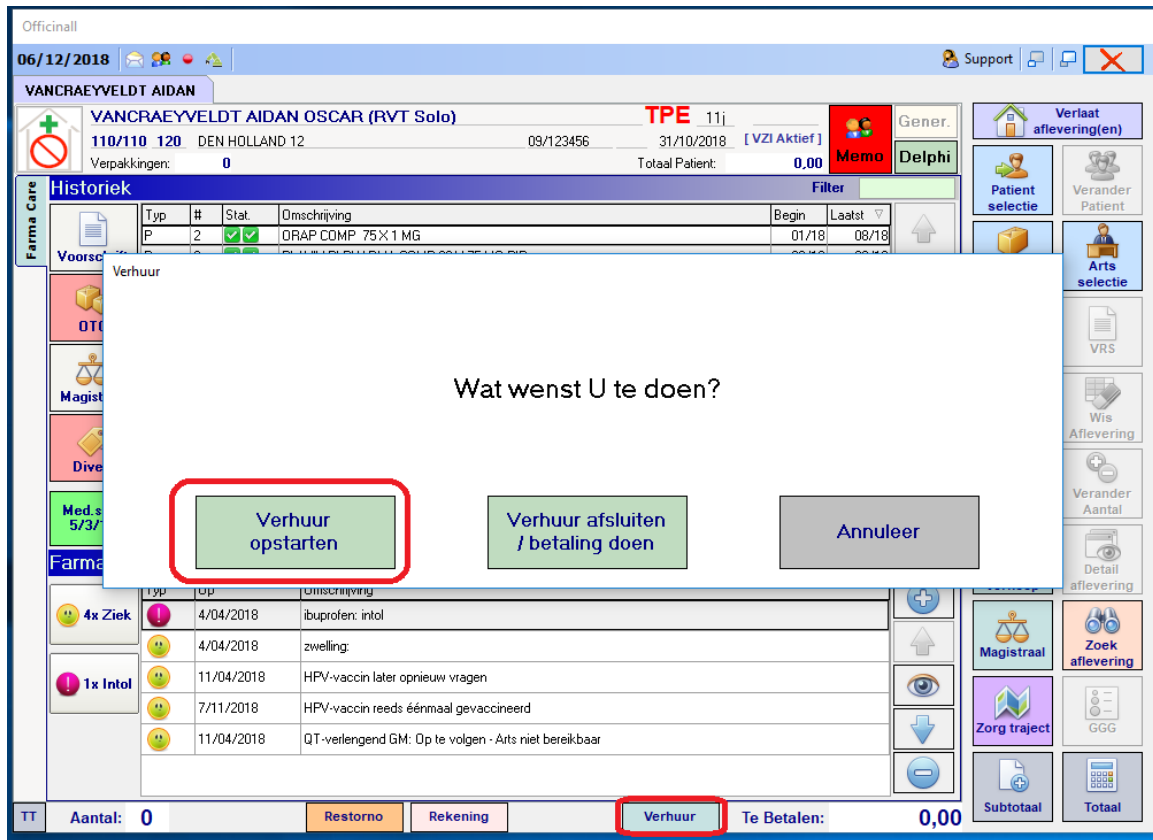 Officinall
06/12/2018 Support
VANCRAEYVELDT AIDAN
VANCRAEYVELDT AIDAN OSCAR (RVT Solo) TPE 11j
110/110 120 DEN HOLLAND 12 09/123456 31/10/2018 [ VZI Aktief ]
Verpakkingen: 0 Totaal Patient: 0,00
Memo
Gener.
Delphi
Verlaat
aflevering(en)
Farma Care
Historiek Filter
Typ # Stat. Omschrijving Begin Laatst
P 2 ORAP COMP 75 X 1 MG 01/18 08/18
Patient
selectie
Verander
Patient
Arts
selectie
VRS
Wis
Aflevering
Verander
Aantal
Detail
aflevering
Verhuur
Wat wenst U te doen?
Verhuur
opstarten
Verhuur afsluiten
/ betaling doen
Annuleer
Typ Op Omschrijving
4x Ziek
1x Intol
4/04/2018 ibuprofen: intol
4/04/2018 zwelling:
11/04/2018 HPV-vaccin later opnieuw vragen
7/11/2018 HPV-vaccin reeds éénmaal gevaccineerd
11/04/2018 QT-verlengend GM: Op te volgen - Arts niet bereikbaar
Magistraal
Zoek
aflevering
Zorg traject
GGG
Subtotaal
Totaal
TT Aantal: 0 Restorno Rekening Verhuur Te Betalen: 0,00